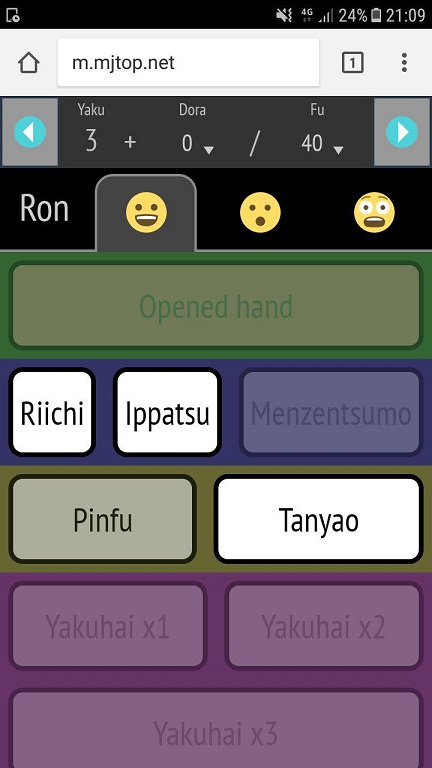 4G 24% 21:09
m.mjtop.net 1
Yaku Dora Fu
3 + 0 / 40
Ron
Opened hand
Riichi Ippatsu Menzentsumo
Pinfu Tanyao
Yakuhai x1 Yakuhai x2
Yakuhai x3